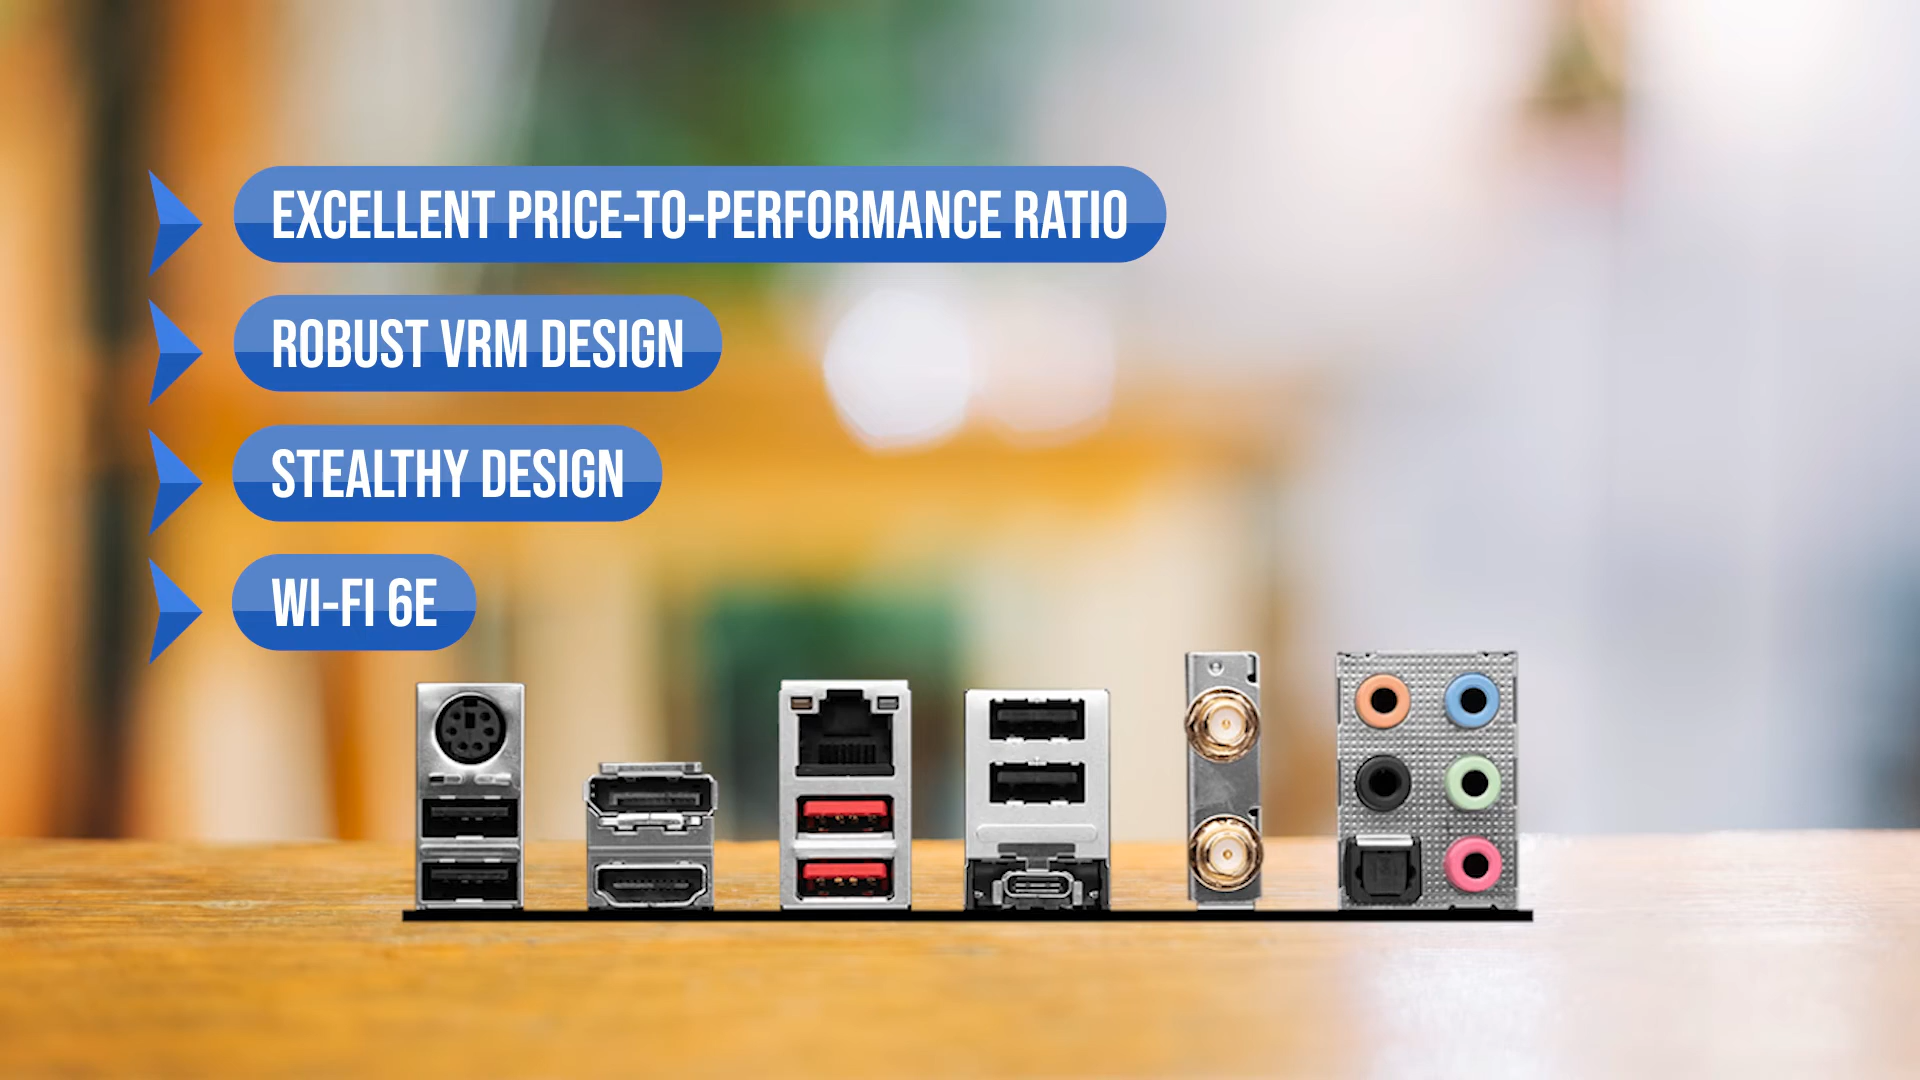 EXCELLENT PRICE-TO-PERFORMANCE RATIO
ROBUST VRM DESIGN
STEALTHY DESIGN
WI-FI 6E